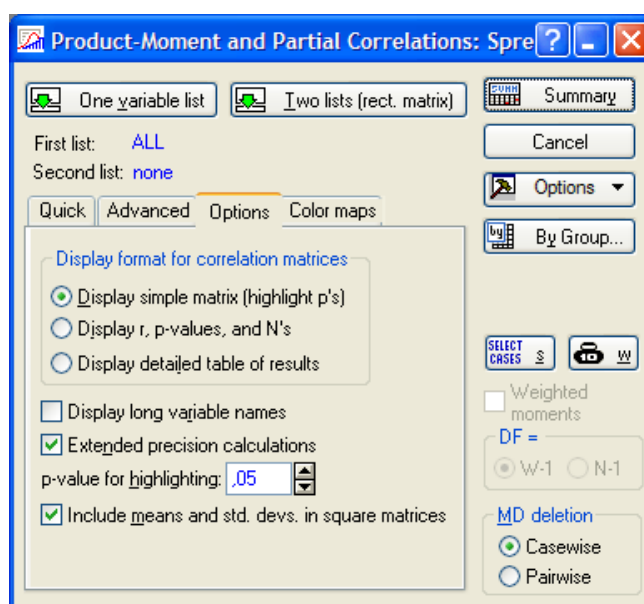 Product-Moment and Partial Correlations: Spre
One variable list
Two lists (rect. matrix)
SUMM
Summary
First list: ALL
Second list: none
Cancel
Options
Quick
Advanced
Options
Color maps
by
By Group...
Display format for correlation matrices
Display simple matrix (highlight p's)
Display r, p-values, and N's
Display detailed table of results
SELECT CASES S
W
Display long variable names
Weighted moments
Extended precision calculations
DF =
p-value for highlighting: ,05
W-1
N-1
Include means and std. devs. in square matrices
MD deletion
Casewise
Pairwise